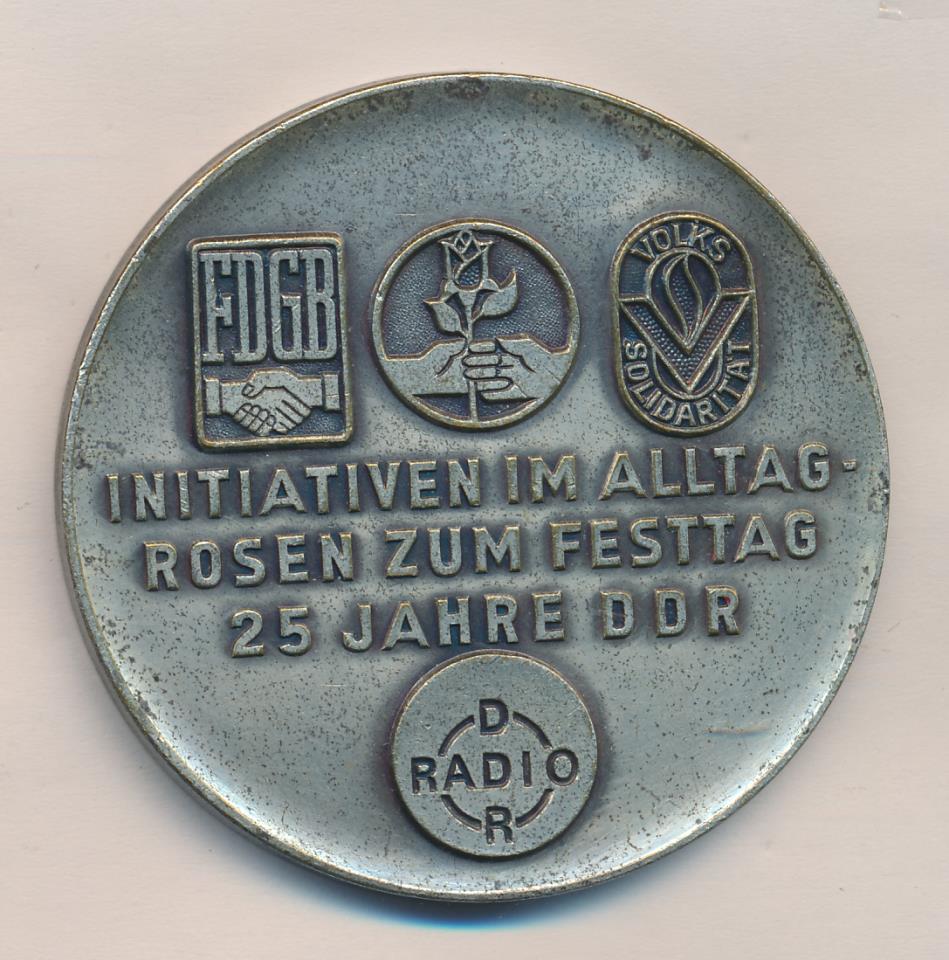 FDGB
VOLKS
SOLIDARITÄT
INITIATIVEN IM ALLTAG-
ROSEN ZUM FESTTAG
25 JAHRE DDR
D
RADIO
R